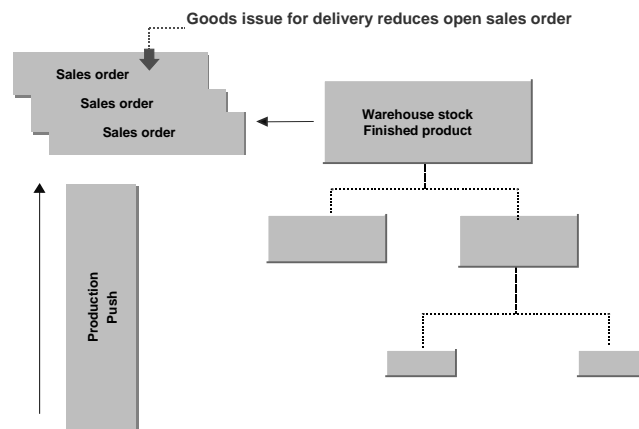 Goods issue for delivery reduces open sales order
Sales order
Sales order
Sales order
Warehouse stock
Finished product
Production
Push